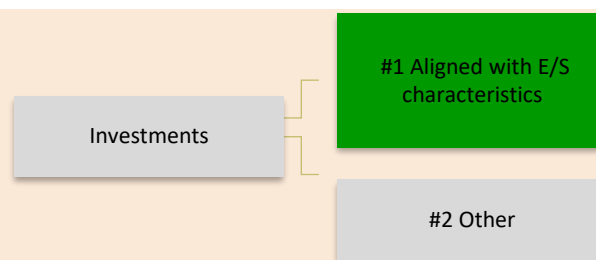 #1 Aligned with E/S
characteristics
Investments
#2 Other